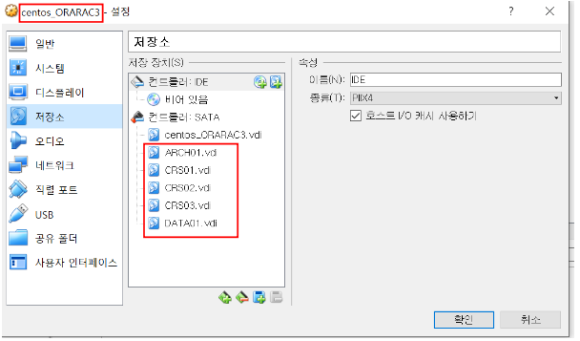 centos_ORARAC3 - 설정
일반
시스템
디스플레이
저장소
오디오
네트워크
직렬 포트
USB
공유 폴더
사용자 인터페이스
저장소
저장 장치(S)
컨트롤러: IDE
비어 있음
컨트롤러: SATA
centos_ORARAC3.vdi
ARCH01.vdi
CRS01.vdi
CRS02.vdi
CRS03.vdi
DATA01.vdi
속성
이름(N): IDE
종류(T): PIIX4
호스트 I/O 캐시 사용하기
확인
취소